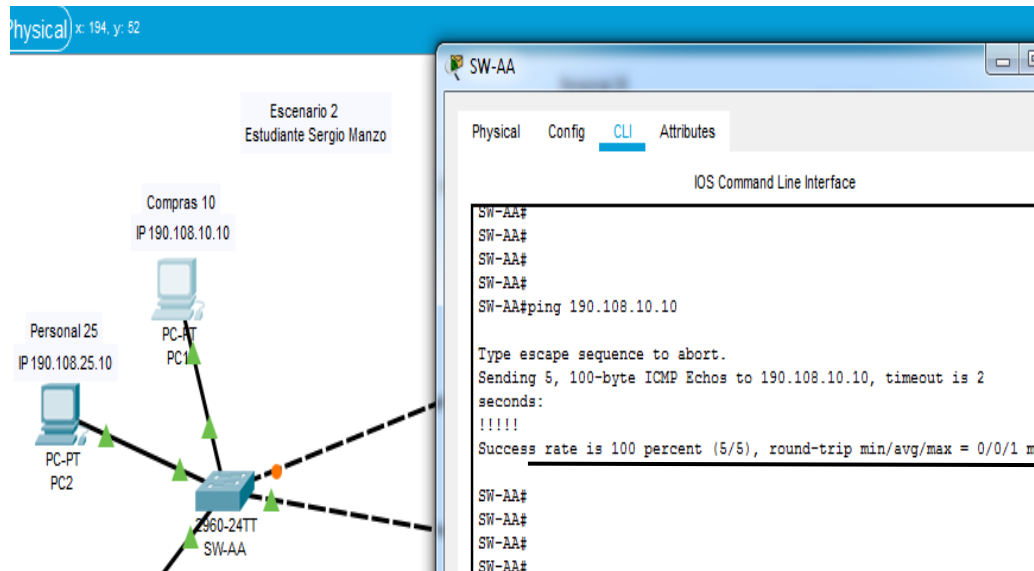 Physical x: 194, y: 52
Escenario 2
Estudiante Sergio Manzo
Compras 10
IP 190.108.10.10
PC-PT
PC1
Personal 25
IP 190.108.25.10
PC-PT
PC2
2960-24TT
SW-AA
SW-AA
Physical Config CLI Attributes
IOS Command Line Interface
SW-AA#
SW-AA#
SW-AA#
SW-AA#
SW-AA#ping 190.108.10.10
Type escape sequence to abort.
Sending 5, 100-byte ICMP Echos to 190.108.10.10, timeout is 2
seconds:
!!!!!
Success rate is 100 percent (5/5), round-trip min/avg/max = 0/0/1 m
SW-AA#
SW-AA#
SW-AA#
SW-AA#